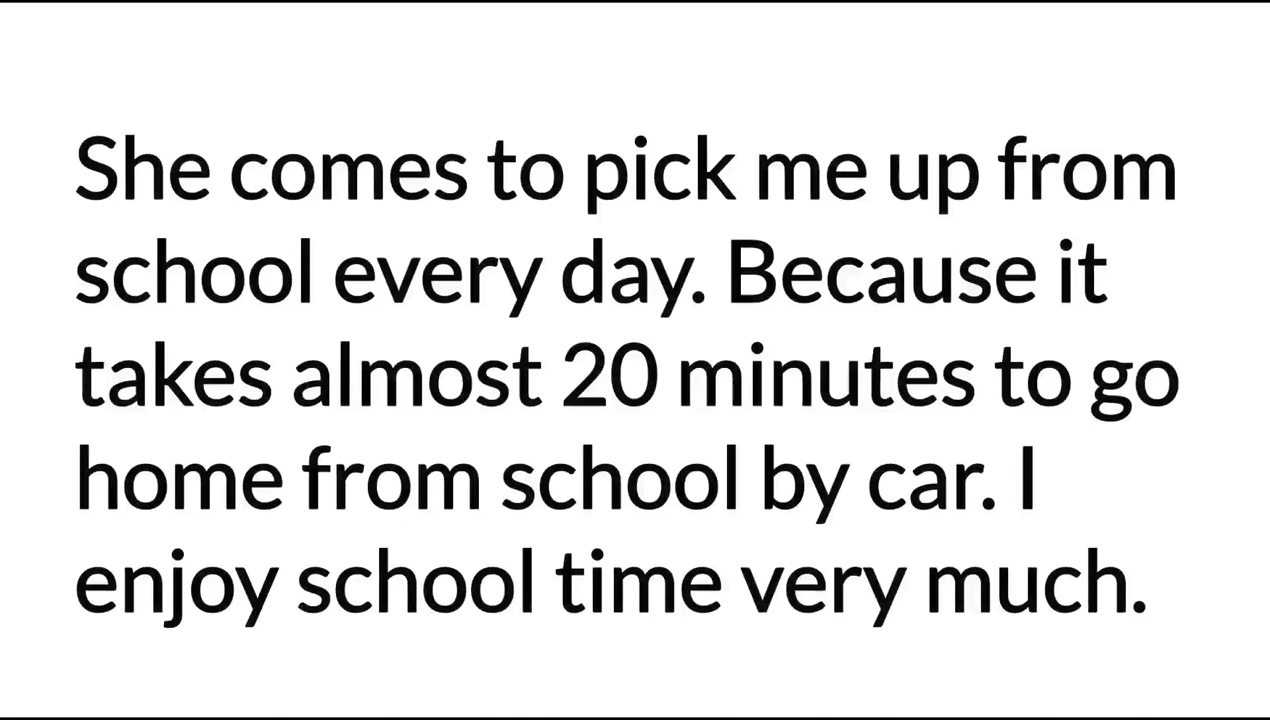 She comes to pick me up from
school every day. Because it
takes almost 20 minutes to go
home from school by car. I
enjoy school time very much.